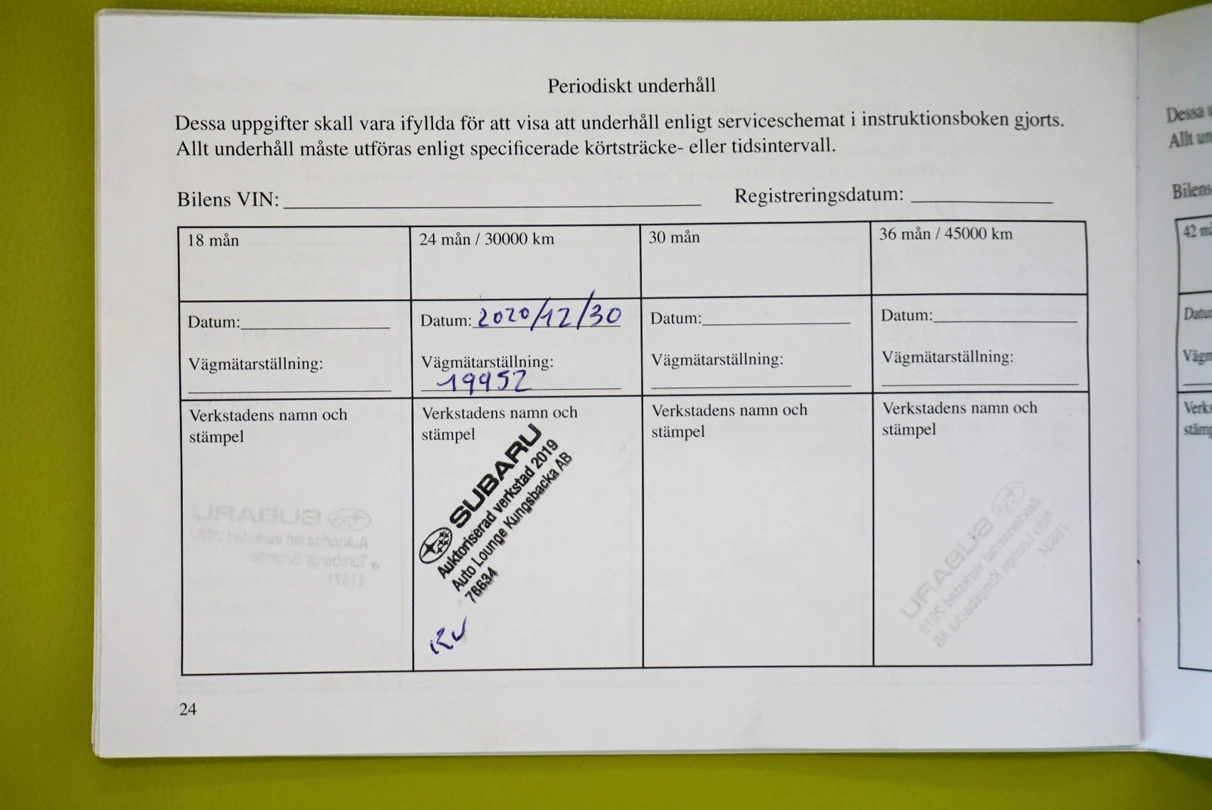 Periodiskt underhåll
Dessa uppgifter skall vara ifyllda för att visa att underhåll enligt serviceschemat i instruktionsboken gjorts.
Allt underhåll måste utföras enligt specificerade körtsträcke- eller tidsintervall.
Bilens VIN: Registreringsdatum:
18 mån
Datum:
Vägmätarställning:
Verkstadens namn och
stämpel
24 mån / 30000 km
Datum: 2020/12/30
Vägmätarställning:
19952
Verkstadens namn och
stämpel
SUBARU
Auktoriserad verkstad 2019
Auto Lounge Kungsbacka AB
76634
30 mån
Datum:
Vägmätarställning:
Verkstadens namn och
stämpel
36 mån / 45000 km
Datum:
Vägmätarställning:
Verkstadens namn och
stämpel
24
Dessa
Allt
Bilens
42